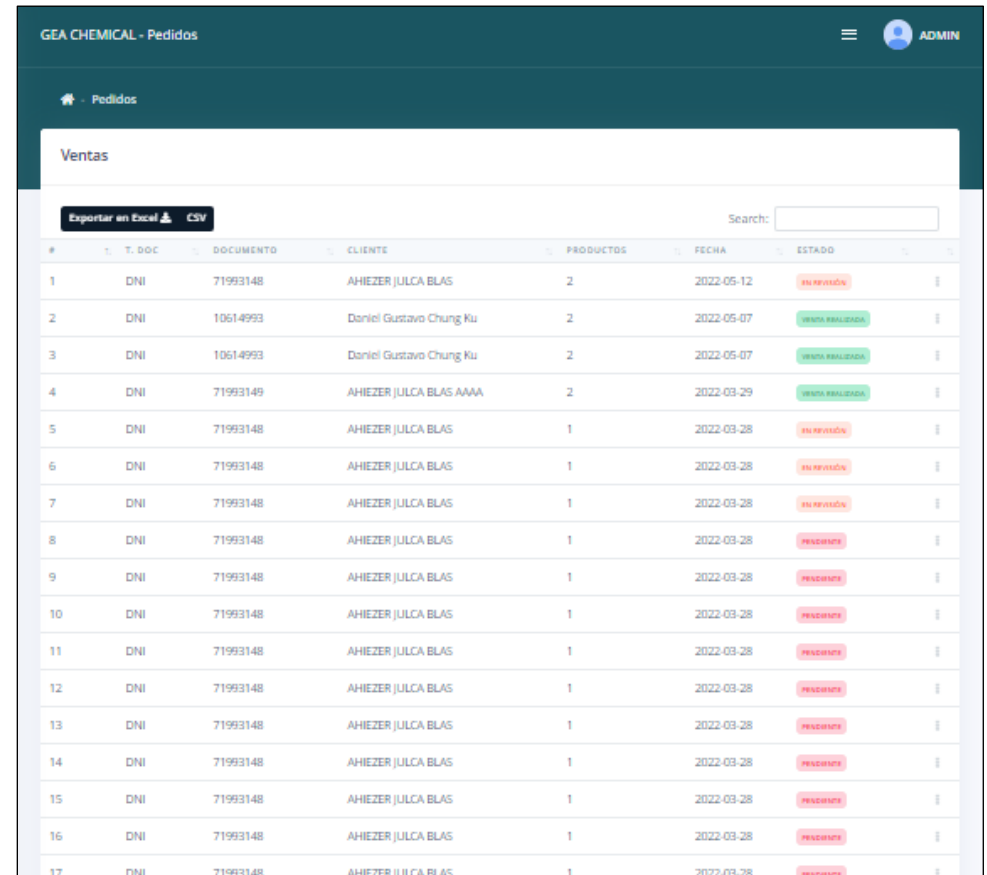 GEA CHEMICAL - Pedidos ADMIN
- Pedidos
Ventas
Exportar en Excel CSV Search:
# T. DOC DOCUMENTO CLIENTE PRODUCTOS FECHA ESTADO
1 DNI 71993148 AHIEZER JULCA BLAS 2 2022-05-12 EN REVISIÓN
2 DNI 10614993 Daniel Gustavo Chung Ku 2 2022-05-07 VENTA REALIZADA
3 DNI 10614993 Daniel Gustavo Chung Ku 2 2022-05-07 VENTA REALIZADA
4 DNI 71993149 AHIEZER JULCA BLAS AAAA 2 2022-03-29 VENTA REALIZADA
5 DNI 71993148 AHIEZER JULCA BLAS 1 2022-03-28 EN REVISIÓN
6 DNI 71993148 AHIEZER JULCA BLAS 1 2022-03-28 EN REVISIÓN
7 DNI 71993148 AHIEZER JULCA BLAS 1 2022-03-28 EN REVISIÓN
8 DNI 71993148 AHIEZER JULCA BLAS 1 2022-03-28 PENDIENTE
9 DNI 71993148 AHIEZER JULCA BLAS 1 2022-03-28 PENDIENTE
10 DNI 71993148 AHIEZER JULCA BLAS 1 2022-03-28 PENDIENTE
11 DNI 71993148 AHIEZER JULCA BLAS 1 2022-03-28 PENDIENTE
12 DNI 71993148 AHIEZER JULCA BLAS 1 2022-03-28 PENDIENTE
13 DNI 71993148 AHIEZER JULCA BLAS 1 2022-03-28 PENDIENTE
14 DNI 71993148 AHIEZER JULCA BLAS 1 2022-03-28 PENDIENTE
15 DNI 71993148 AHIEZER JULCA BLAS 1 2022-03-28 PENDIENTE
16 DNI 71993148 AHIEZER JULCA BLAS 1 2022-03-28 PENDIENTE
17 DNI 71993148 AHIEZER JULCA BLAS 1 2022-03-28 PENDIENTE